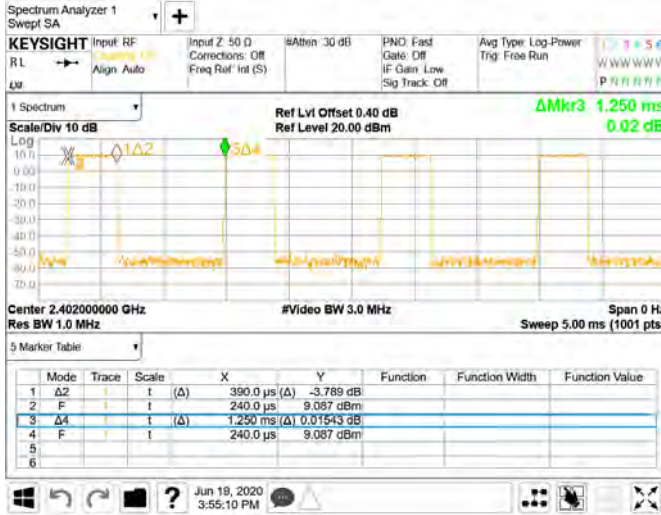 Spectrum Analyzer 1
Swept SA
+
KEYSIGHT Input: RF Input Z: 50 Ω #Atten: 30 dB PNO: Fast Avg Type: Log-Power
RL Corrections: Off Gate: Off Trig: Free Run
Align: Auto Freq Ref: Int (S) IF Gain: Low
Sig Track: Off
LXI
1 Spectrum
Scale/Div 10 dB
Ref Lvl Offset 0.40 dB
Ref Level 20.00 dBm
ΔMkr3 1.250 ms
0.02 dB
Log
10.0
0.00
-10.0
-20.0
-30.0
-40.0
-50.0
-60.0
-70.0
1Δ2
3Δ4
Center 2.402000000 GHz #Video BW 3.0 MHz Span 0 Hz
Res BW 1.0 MHz Sweep 5.00 ms (1001 pts
5 Marker Table
Mode Trace Scale X Y Function Function Width Function Value
1 Δ2 1 t (Δ) 390.0 µs (Δ) -3.789 dB
2 F 1 t 240.0 µs 9.087 dBm
3 Δ4 1 t (Δ) 1.250 ms (Δ) 0.01543 dB
4 F 1 t 240.0 µs 9.087 dBm
5
6
?
Jun 19, 2020
3:55:10 PM